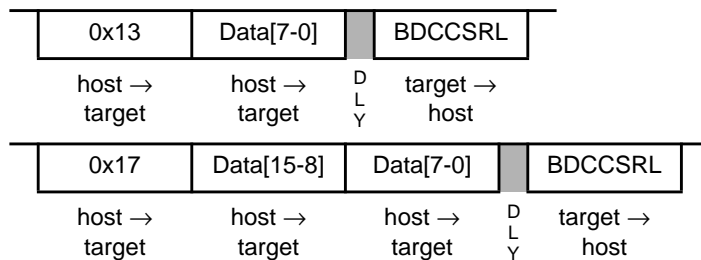 0x13 Data[7-0] BDCCSRL
host → host → D target →
target target L host
Y
0x17 Data[15-8] Data[7-0] BDCCSRL
host → host → host → D target →
target target target L host
Y